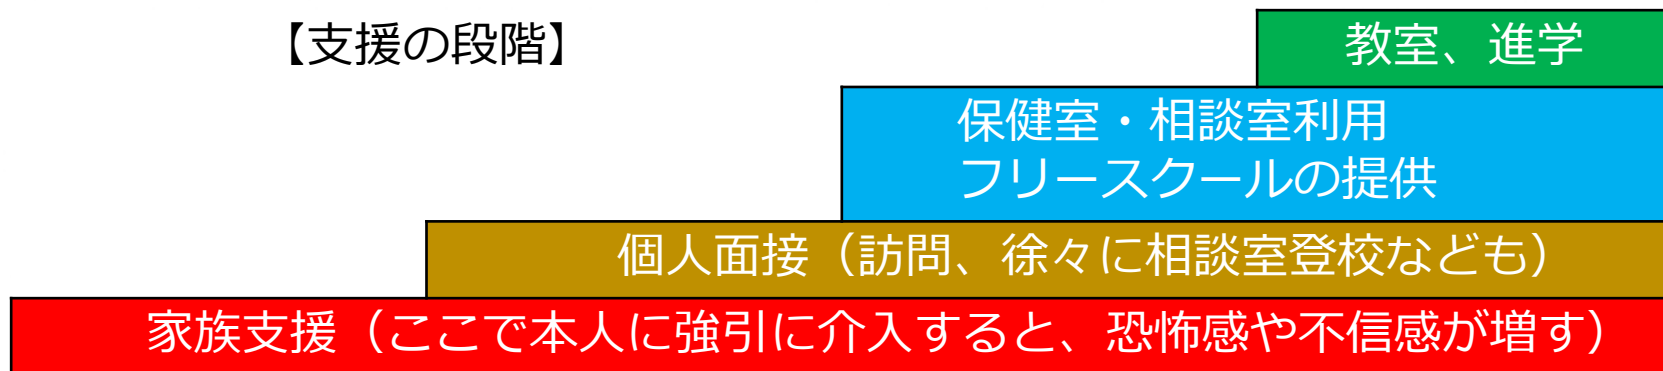 【支援の段階】
教室、進学
保健室・相談室利用
フリースクールの提供
個人面接（訪問、徐々に相談室登校なども）
家族支援（ここで本人に強引に介入すると、恐怖感や不信感が増す）